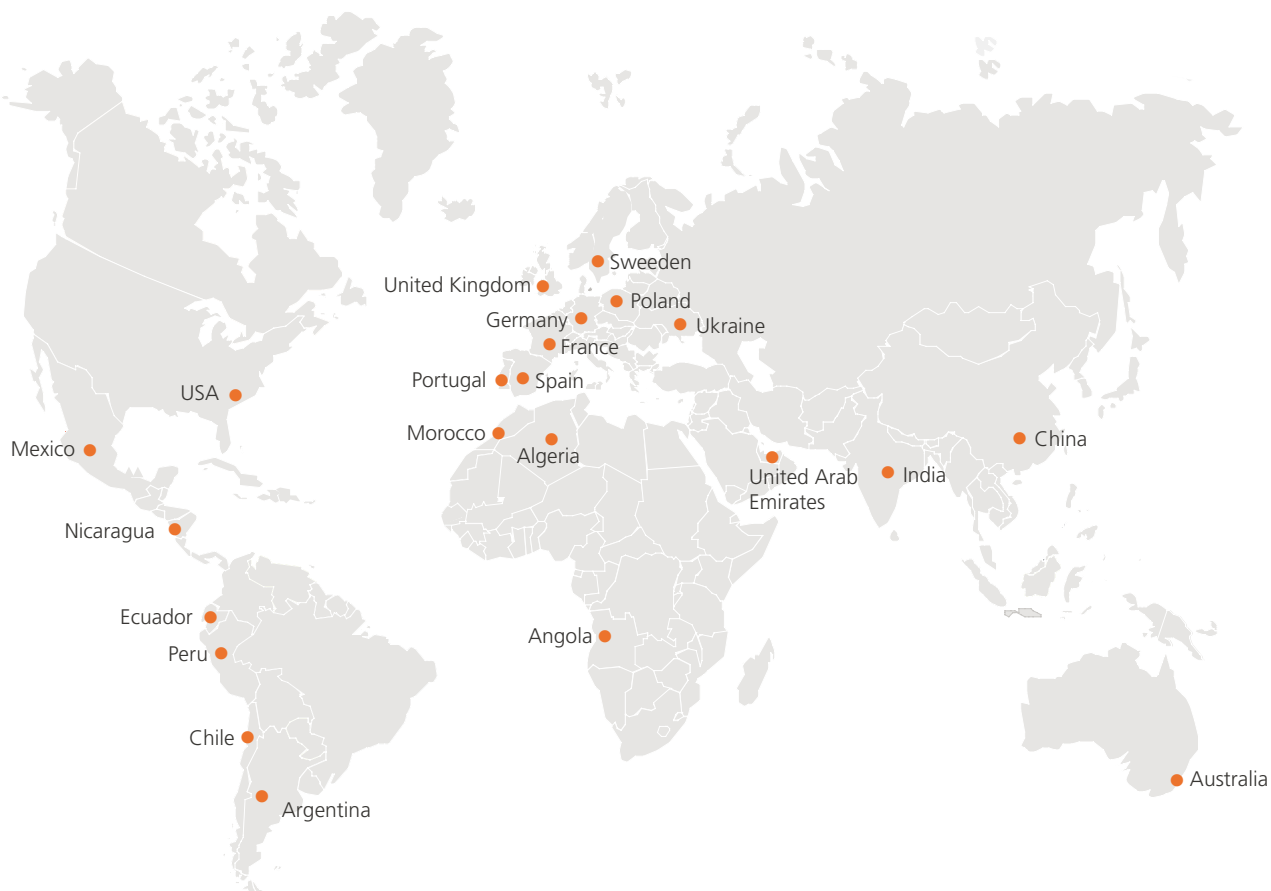 Sweeden
United Kingdom
Poland
Germany
Ukraine
France
Portugal
Spain
USA
Morocco
China
Mexico
Algeria
India
United Arab
Emirates
Nicaragua
Ecuador
Angola
Peru
Chile
Australia
Argentina